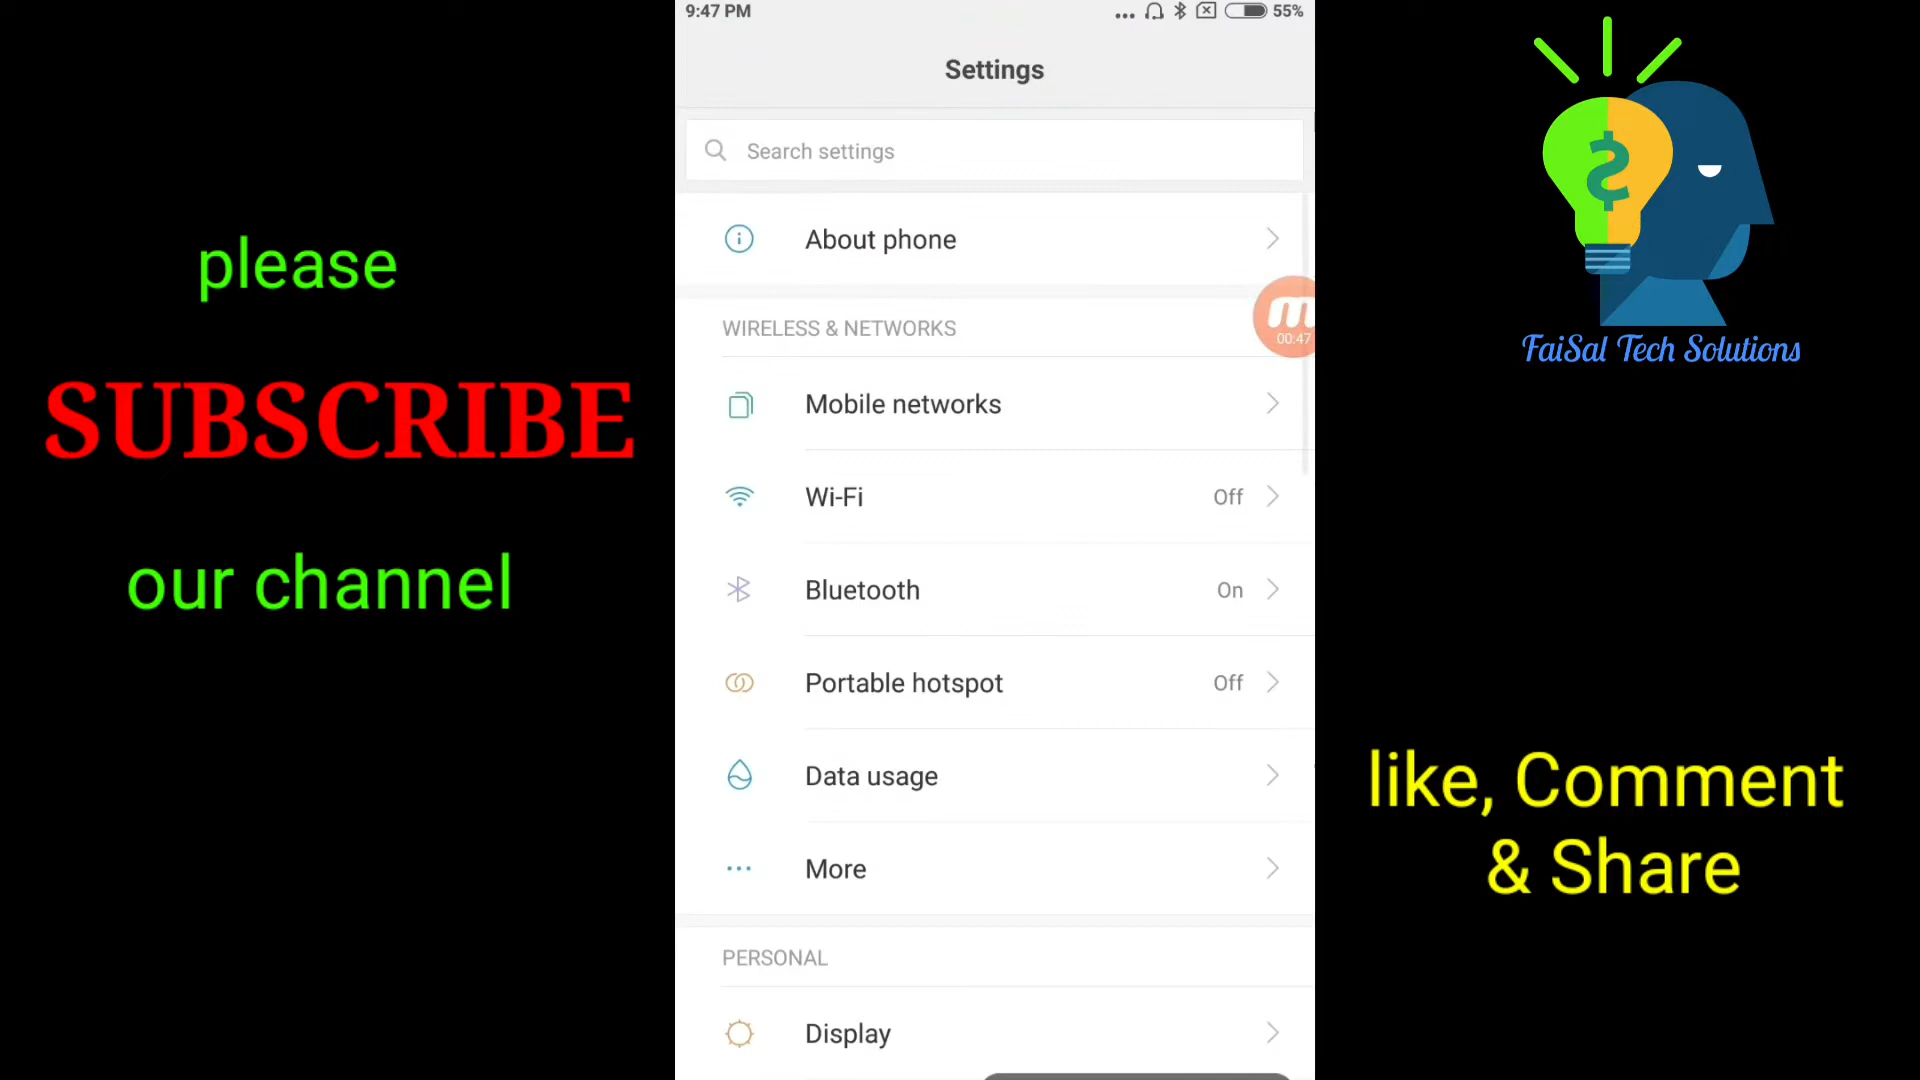 9:47 PM
55%
Settings
Search settings
About phone
WIRELESS & NETWORKS
00:47
Mobile networks
Wi-Fi
Off
Bluetooth
On
Portable hotspot
Off
Data usage
More
PERSONAL
Display
please
SUBSCRIBE
our channel
FaiSal Tech Solutions
like, Comment
& Share